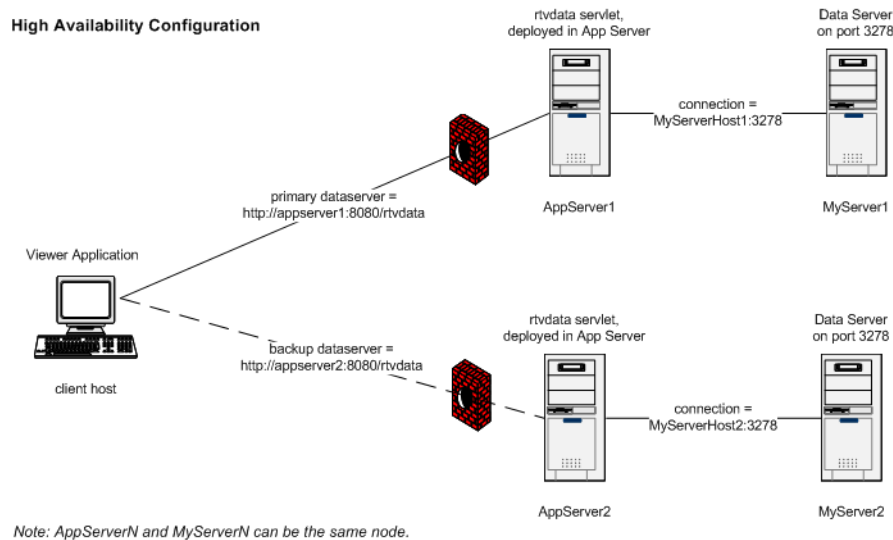 High Availability Configuration
rtvdata servlet,
deployed in App Server
Data Server
on port 3278
connection =
MyServerHost1:3278
primary dataserver =
http://appserver1:8080/rtvdata
AppServer1
MyServer1
Viewer Application
client host
rtvdata servlet,
deployed in App Server
Data Server
on port 3278
backup dataserver =
http://appserver2:8080/rtvdata
connection =
MyServerHost2:3278
AppServer2
MyServer2
Note: AppServerN and MyServerN can be the same node.